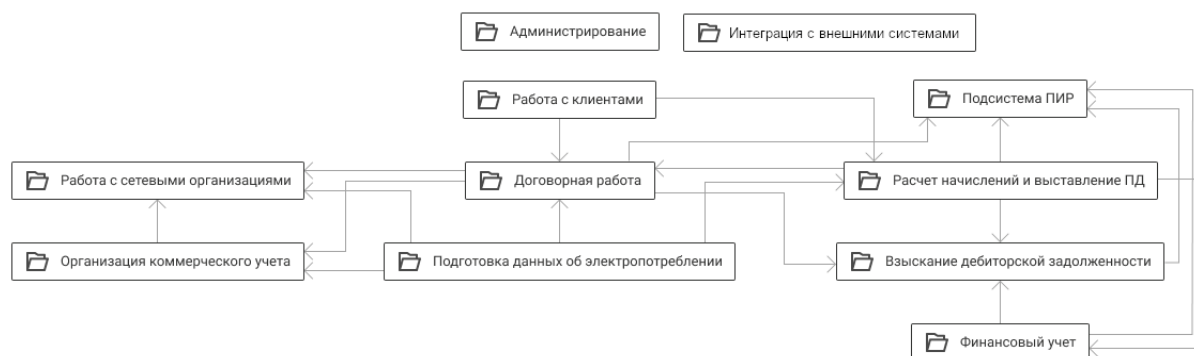 Администрирование
Интеграция с внешними системами
Работа с клиентами
Подсистема ПИР
Работа с сетевыми организациями
Договорная работа
Расчет начислений и выставление ПД
Организация коммерческого учета
Подготовка данных об электропотреблении
Взыскание дебиторской задолженности
Финансовый учет